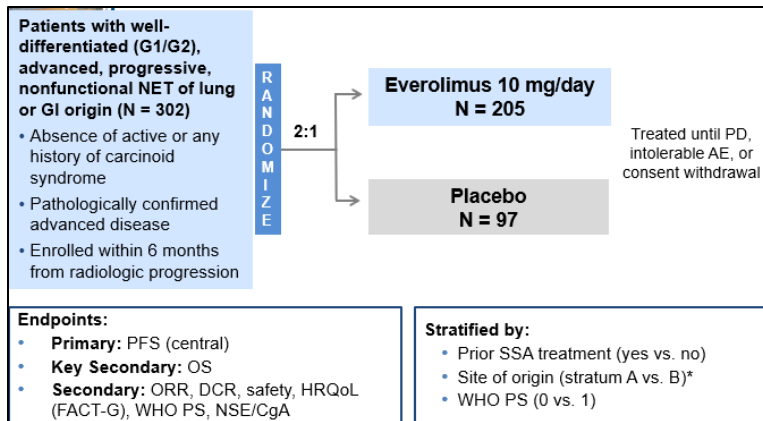 Patients with well-
differentiated (G1/G2),
advanced, progressive,
nonfunctional NET of lung
or GI origin (N = 302)
• Absence of active or any
history of carcinoid
syndrome
• Pathologically confirmed
advanced disease
• Enrolled within 6 months
from radiologic progression
RANDOMIZE
2:1
Everolimus 10 mg/day
N = 205
Placebo
N = 97
Treated until PD,
intolerable AE, or
consent withdrawal
Endpoints:
• Primary: PFS (central)
• Key Secondary: OS
• Secondary: ORR, DCR, safety, HRQoL
(FACT-G), WHO PS, NSE/CgA
Stratified by:
• Prior SSA treatment (yes vs. no)
• Site of origin (stratum A vs. B)*
• WHO PS (0 vs. 1)